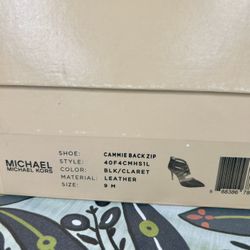 MICHAEL
MICHAEL KORS
SHOE: CAMMIE BACK ZIP
STYLE: 40F4CMHS1L
COLOR: BLK/CLARET
MATERIAL: LEATHER
SIZE: 9 M